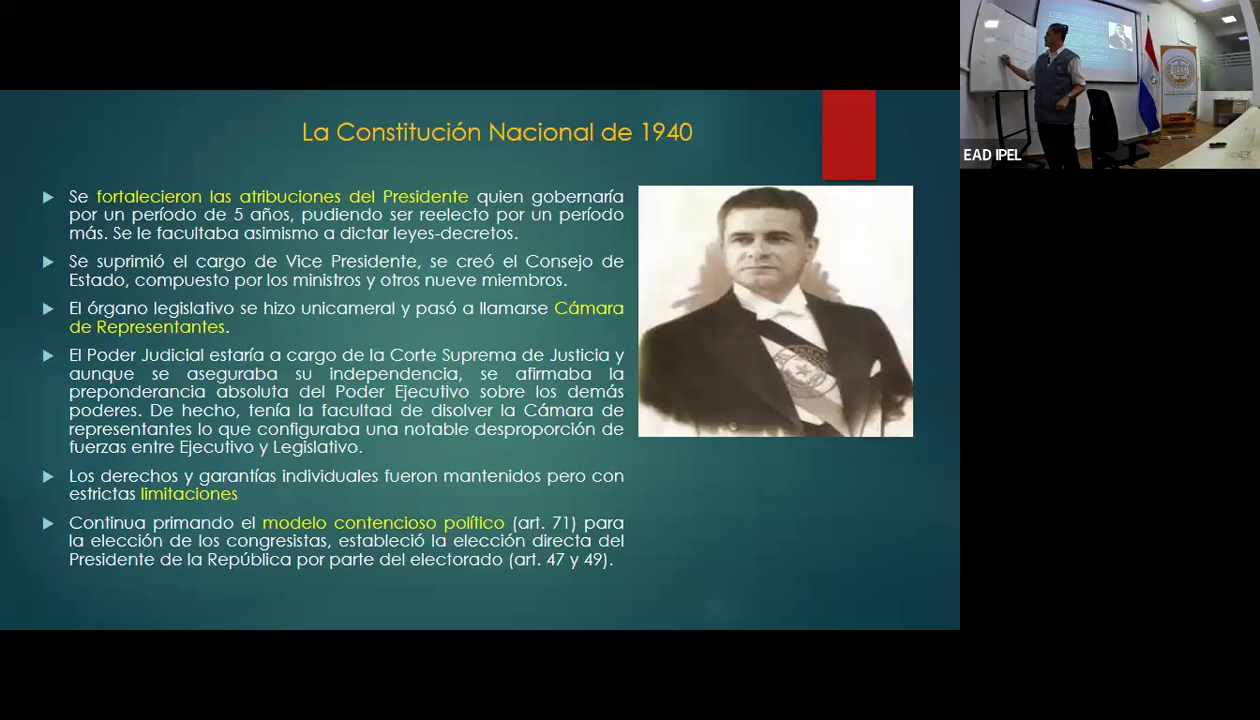 La Constitución Nacional de 1940
Se fortalecieron las atribuciones del Presidente quien gobernaría
por un período de 5 años, pudiendo ser reelecto por un período
más. Se le facultaba asimismo a dictar leyes-decretos.
Se suprimió el cargo de Vice Presidente, se creó el Consejo de
Estado, compuesto por los ministros y otros nueve miembros.
El órgano legislativo se hizo unicameral y pasó a llamarse Cámara
de Representantes.
El Poder Judicial estaría a cargo de la Corte Suprema de Justicia y
aunque se aseguraba su independencia, se afirmaba la
preponderancia absoluta del Poder Ejecutivo sobre los demás
poderes. De hecho, tenía la facultad de disolver la Cámara de
representantes lo que configuraba una notable desproporción de
fuerzas entre Ejecutivo y Legislativo.
Los derechos y garantías individuales fueron mantenidos pero con
estrictas limitaciones
Continua primando el modelo contencioso político (art. 71) para
la elección de los congresistas, estableció la elección directa del
Presidente de la República por parte del electorado (art. 47 y 49).
EAD IPEL